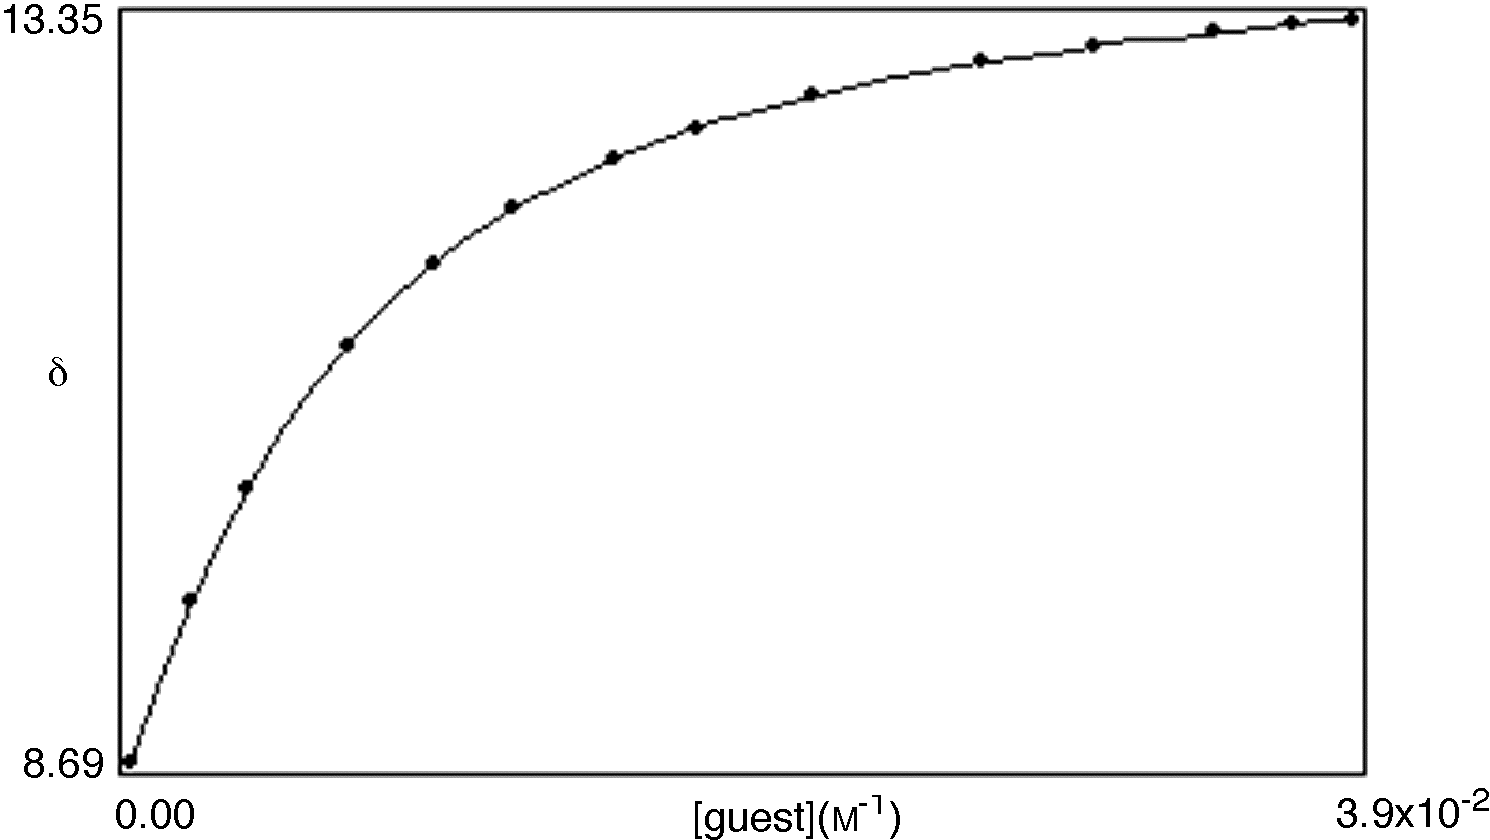 13.35
δ
8.69
0.00
[guest](M⁻¹)
3.9x10⁻²